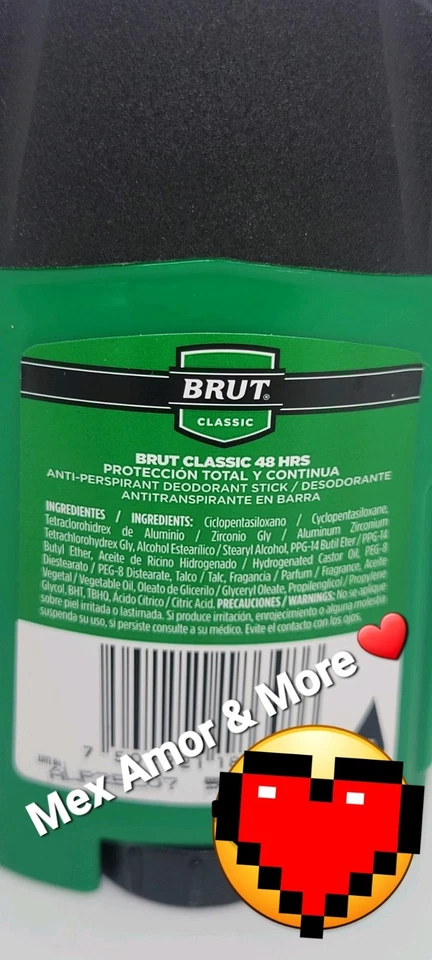 BRUT®
CLASSIC
BRUT CLASSIC 48 HRS
PROTECCIÓN TOTAL Y CONTINUA
ANTI-PERSPIRANT DEODORANT STICK / DESODORANTE
ANTITRANSPIRANTE EN BARRA
INGREDIENTES / INGREDIENTS: Ciclopentasiloxano / Cyclopentasiloxane,
Tetraclorohidrex de Aluminio / Zirconio Gly / Aluminum Zirconium
Tetrachlorohydrex Gly, Alcohol Estearílico / Stearyl Alcohol, PPG-14 Butil Eter / PPG-14
Butyl Ether, Aceite de Ricino Hidrogenado / Hydrogenated Castor Oil, PEG-8
Diestearato / PEG-8 Distearate, Talco / Talc, Fragancia / Parfum / Fragrance, Aceite
Vegetal / Vegetable Oil, Oleato de Glicerilo / Glyceryl Oleate, Propilenglicol / Propylene
Glycol, BHT, TBHQ, Ácido Cítrico / Citric Acid. PRECAUCIONES / WARNINGS: No se aplique
sobre piel irritada o lastimada. Si produce irritación, enrojecimiento o alguna molestia
suspenda su uso, si persiste consulte a su médico. Evite el contacto con los ojos.
Mex Amor & More